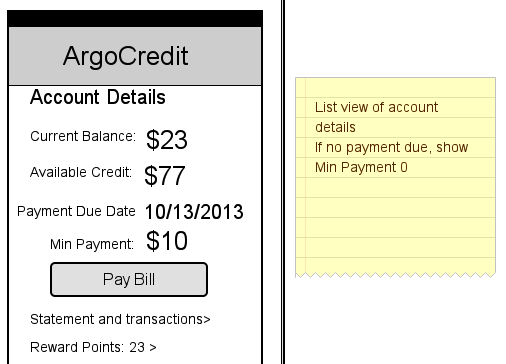 ArgoCredit
Account Details
Current Balance: $23
Available Credit: $77
Payment Due Date 10/13/2013
Min Payment: $10
Pay Bill
Statement and transactions>
Reward Points: 23 >
List view of account
details
If no payment due, show
Min Payment 0